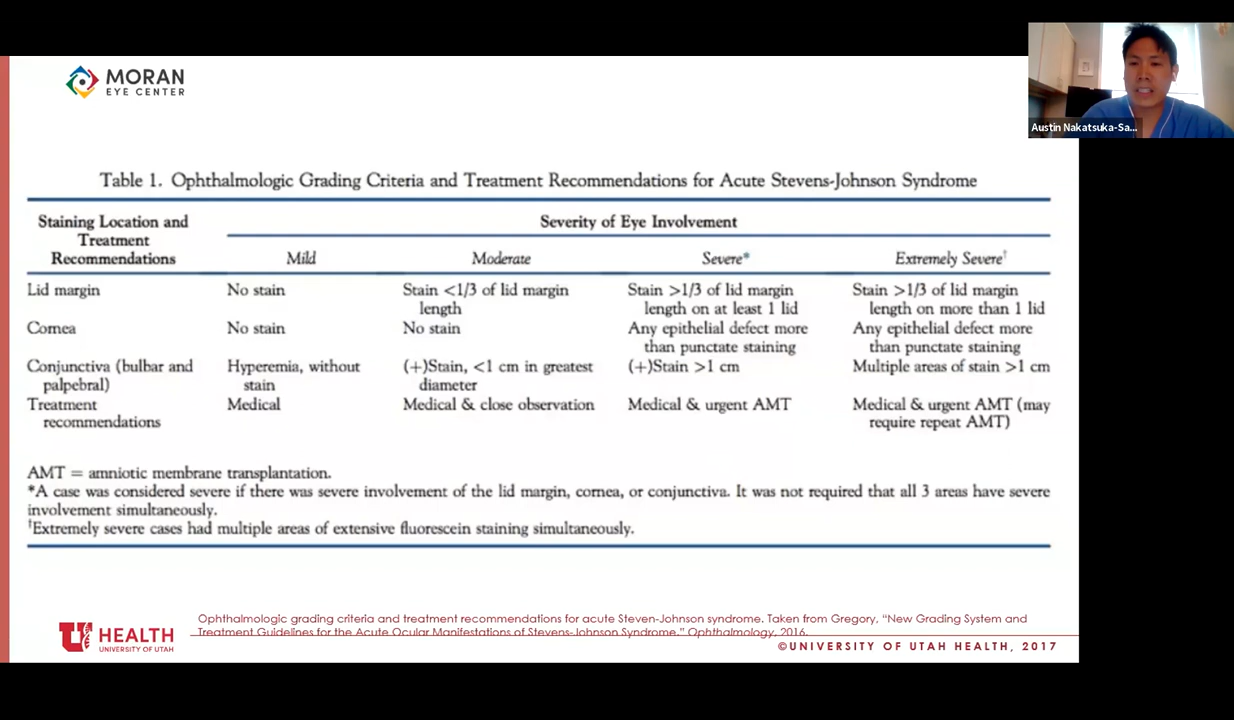 MORAN
EYE CENTER
Austin Nakatsuka-Sa...
Table 1. Ophthalmologic Grading Criteria and Treatment Recommendations for Acute Stevens-Johnson Syndrome
Staining Location and
Treatment
Recommendations
Severity of Eye Involvement
Mild
Moderate
Severe*
Extremely Severe†
Lid margin
No stain
Stain <1/3 of lid margin
length
Stain >1/3 of lid margin
length on at least 1 lid
Stain >1/3 of lid margin
length on more than 1 lid
Cornea
No stain
No stain
Any epithelial defect more
than punctate staining
Any epithelial defect more
than punctate staining
Conjunctiva (bulbar and
palpebral)
Hyperemia, without
stain
(+)Stain, <1 cm in greatest
diameter
(+)Stain >1 cm
Multiple areas of stain >1 cm
Treatment
recommendations
Medical
Medical & close observation
Medical & urgent AMT
Medical & urgent AMT (may
require repeat AMT)
AMT = amniotic membrane transplantation.
*A case was considered severe if there was severe involvement of the lid margin, cornea, or conjunctiva. It was not required that all 3 areas have severe
involvement simultaneously.
†Extremely severe cases had multiple areas of extensive fluorescein staining simultaneously.
Ophthalmologic grading criteria and treatment recommendations for acute Steven-Johnson syndrome. Taken from Gregory, "New Grading System and
Treatment Guidelines for the Acute Ocular Manifestations of Stevens-Johnson Syndrome." Ophthalmology, 2016.
U HEALTH
UNIVERSITY OF UTAH
©UNIVERSITY OF UTAH HEALTH, 2017